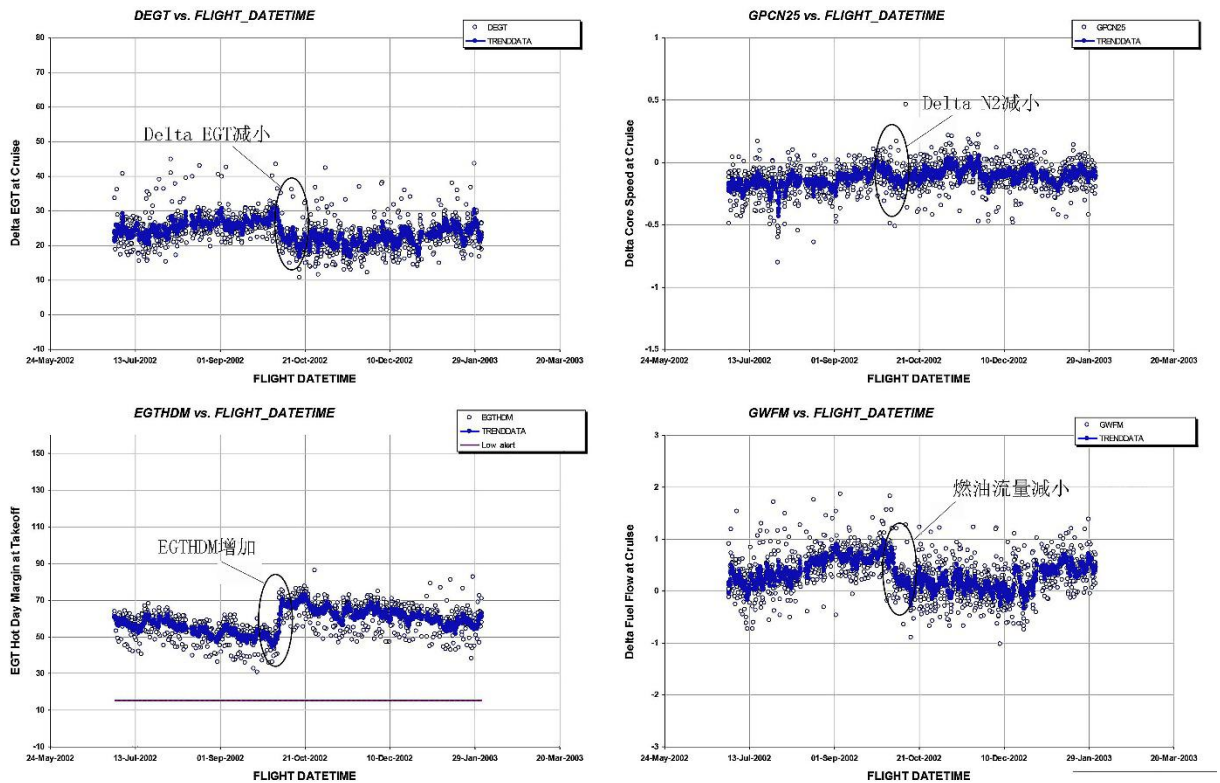 DEGT vs. FLIGHT_DATETIME
DEGT
TRENDDATA
80
70
60
50
40
30
20
10
0
-10
Delta EGT at Cruise
Delta EGT减小
24-May-2002
13-Jul-2002
01-Sep-2002
21-Oct-2002
10-Dec-2002
29-Jan-2003
20-Mar-2003
FLIGHT DATETIME
GPCN25 vs. FLIGHT_DATETIME
GPCN25
TRENDDATA
1
0.5
0
-0.5
-1
-1.5
Delta Core Speed at Cruise
Delta N2减小
24-May-2002
13-Jul-2002
01-Sep-2002
21-Oct-2002
10-Dec-2002
29-Jan-2003
20-Mar-2003
FLIGHT DATETIME
EGTHDM vs. FLIGHT_DATETIME
EGTHDM
TRENDDATA
Low alert
150
130
110
90
70
50
30
10
-10
EGT Hot Day Margin at Takeoff
EGTHDM增加
24-May-2002
13-Jul-2002
01-Sep-2002
21-Oct-2002
10-Dec-2002
29-Jan-2003
20-Mar-2003
FLIGHT DATETIME
GWFM vs. FLIGHT_DATETIME
GWFM
TRENDDATA
3
2
1
0
-1
2
-3
Delta Fuel Flow at Cruise
燃油流量减小
24-May-2002
13-Jul-2002
01-Sep-2002
21-Oct-2002
10-Dec-2002
29-Jan-2003
20-Mar-2003
FLIGHT DATETIME